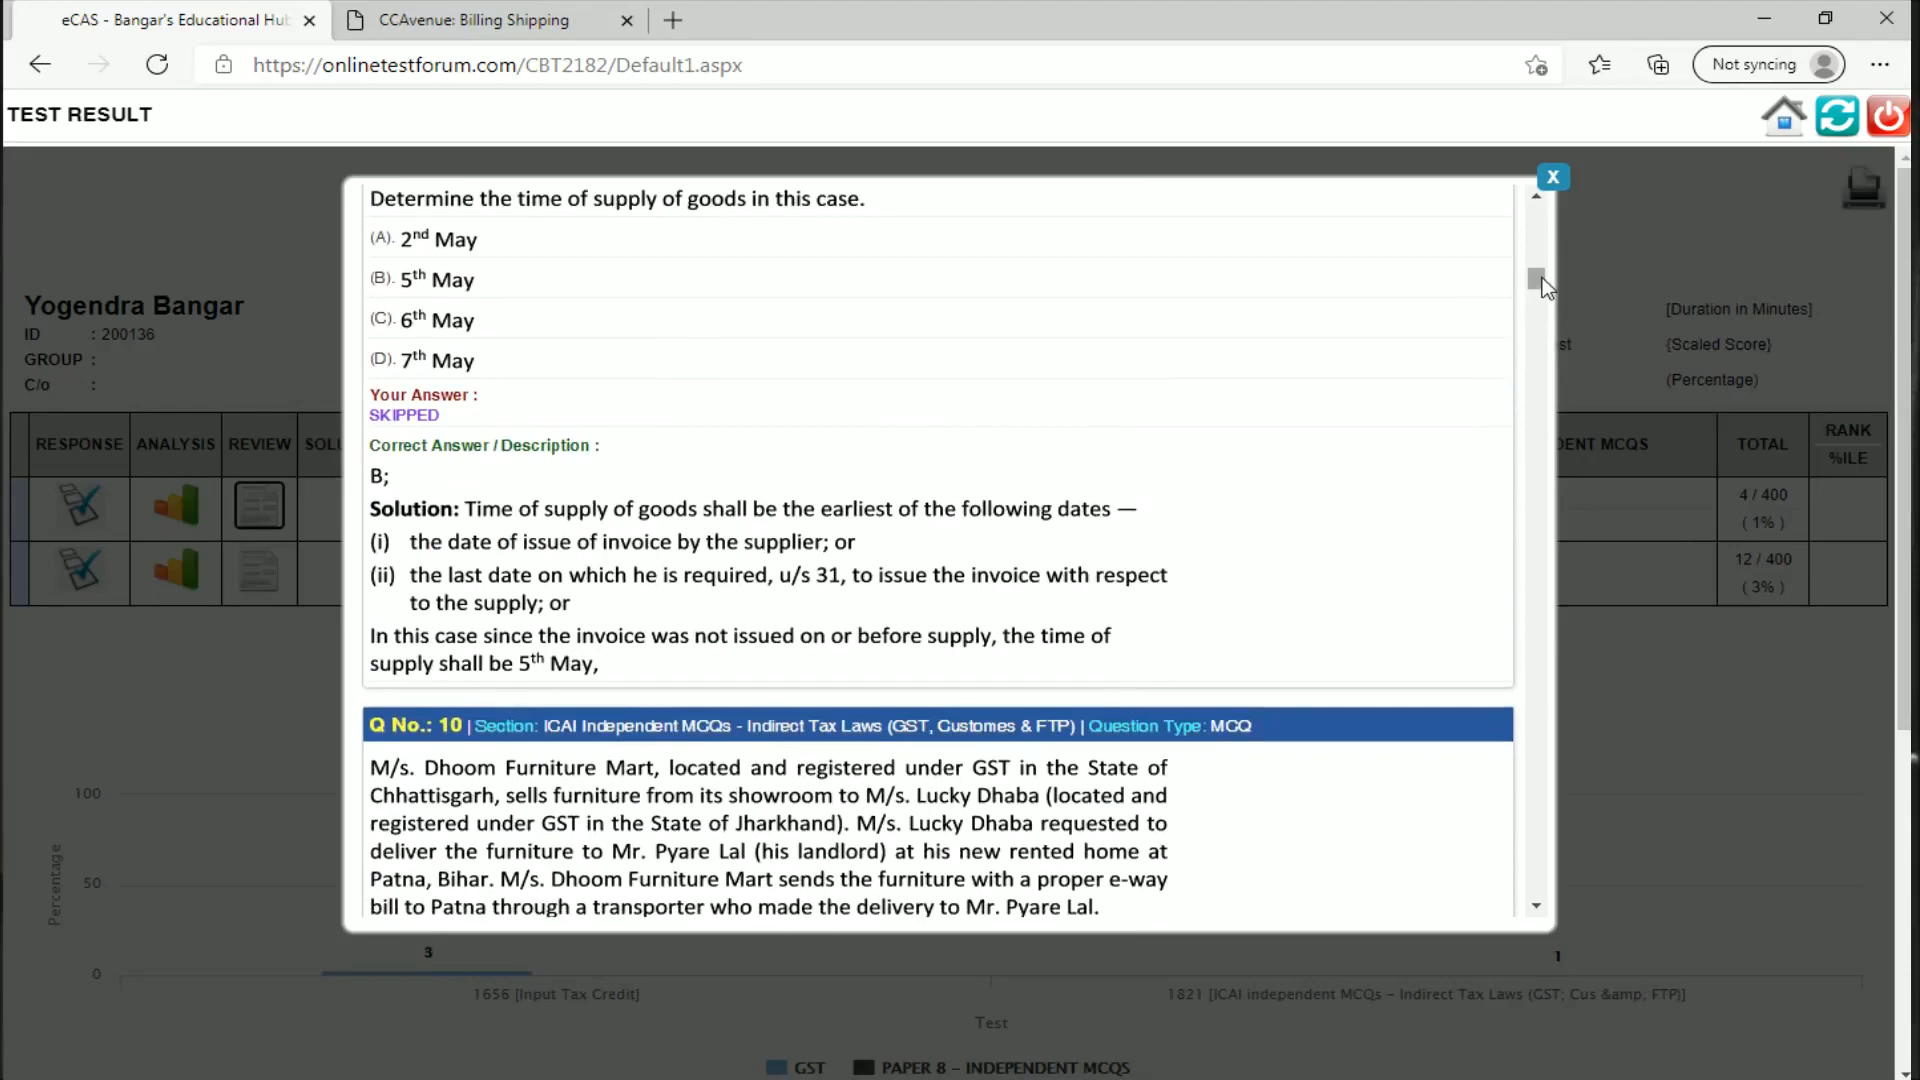 eCAS - Bangar's Educational Hub
CCAvenue: Billing Shipping
https://onlinetestforum.com/CBT2182/Default1.aspx
Not syncing
TEST RESULT
X
Determine the time of supply of goods in this case.
(A). 2nd May
(B). 5th May
(C). 6th May
(D). 7th May
Your Answer :
SKIPPED
Correct Answer / Description :
B;
Solution: Time of supply of goods shall be the earliest of the following dates —
(i) the date of issue of invoice by the supplier; or
(ii) the last date on which he is required, u/s 31, to issue the invoice with respect
to the supply; or
In this case since the invoice was not issued on or before supply, the time of
supply shall be 5th May,
Q No.: 10 | Section: ICAI Independent MCQs - Indirect Tax Laws (GST, Customes & FTP) | Question Type: MCQ
M/s. Dhoom Furniture Mart, located and registered under GST in the State of
Chhattisgarh, sells furniture from its showroom to M/s. Lucky Dhaba (located and
registered under GST in the State of Jharkhand). M/s. Lucky Dhaba requested to
deliver the furniture to Mr. Pyare Lal (his landlord) at his new rented home at
Patna, Bihar. M/s. Dhoom Furniture Mart sends the furniture with a proper e-way
bill to Patna through a transporter who made the delivery to Mr. Pyare Lal.
Yogendra Bangar
ID : 200136
GROUP :
C/o :
[Duration in Minutes]
st {Scaled Score}
(Percentage)
RESPONSE ANALYSIS REVIEW SOLU
DENT MCQS TOTAL RANK
%ILE
4 / 400
( 1% )
12 / 400
( 3% )
100
50
0
Percentage
3
1
1656 [Input Tax Credit]
1821 [ICAI independent MCQs – Indirect Tax Laws (GST; Cus &amp, FTP)]
Test
GST PAPER 8 – INDEPENDENT MCQS